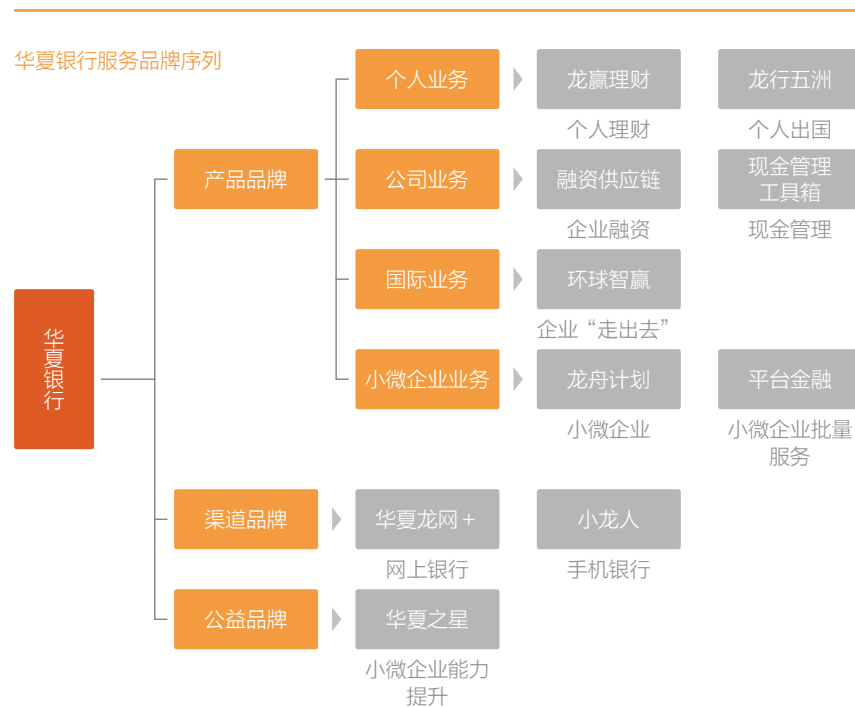 华夏银行服务品牌序列
个人业务
龙赢理财
龙行五洲
个人理财
个人出国
产品品牌
公司业务
融资供应链
现金管理
工具箱
企业融资
现金管理
国际业务
环球智赢
企业“走出去”
华夏银行
小微企业业务
龙舟计划
平台金融
小微企业
小微企业批量
服务
渠道品牌
华夏龙网+
小龙人
网上银行
手机银行
公益品牌
华夏之星
小微企业能力
提升